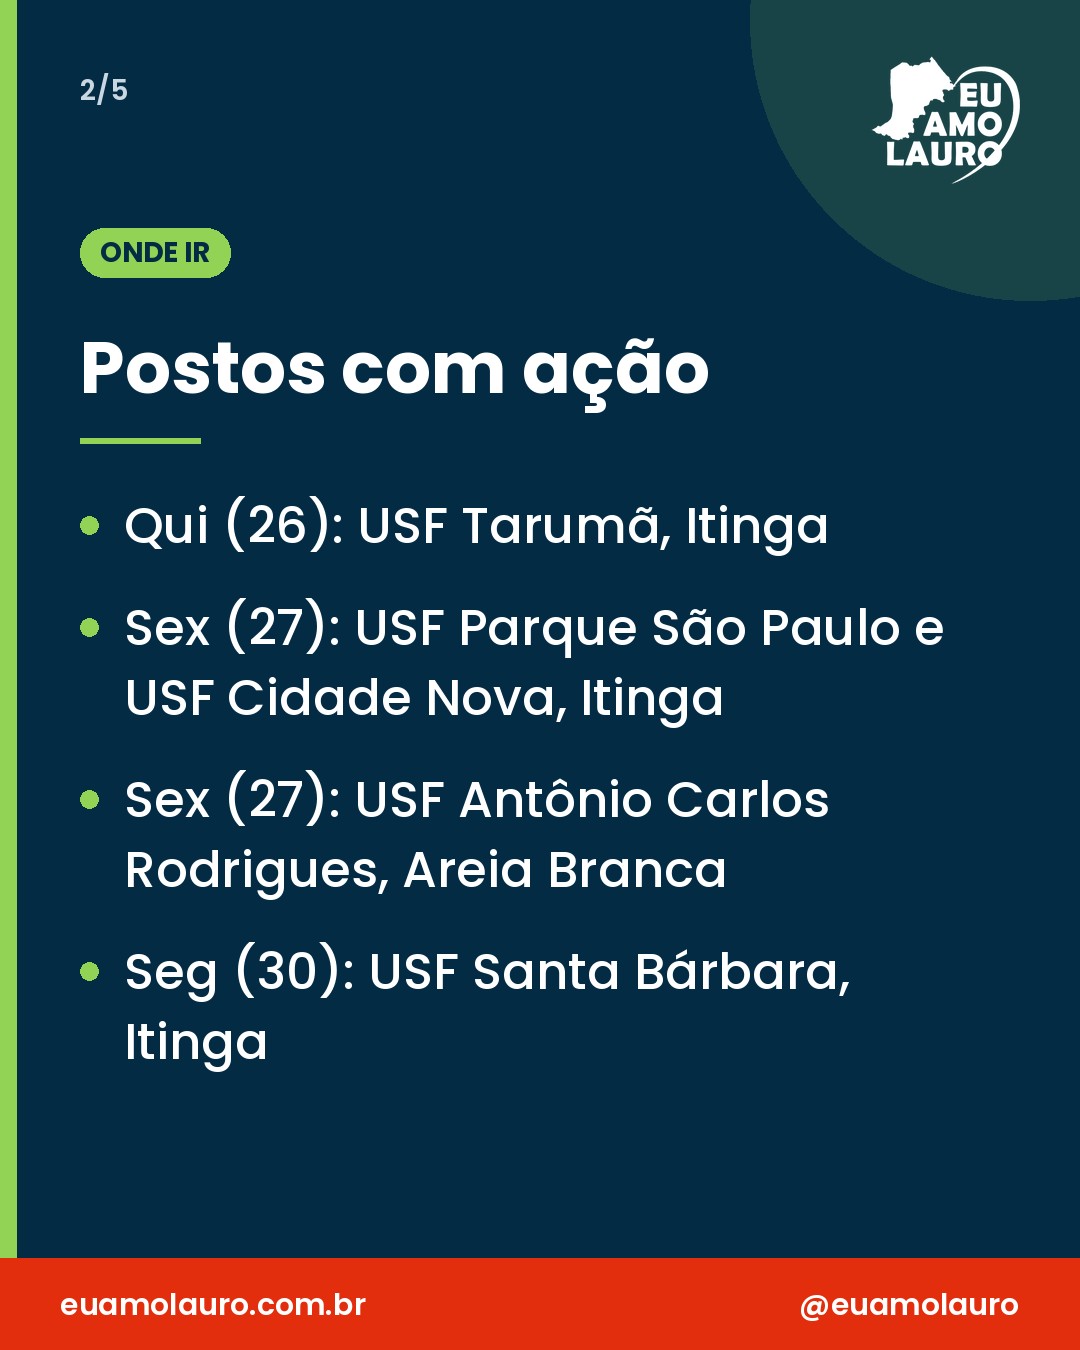 2/5
EU
AMO
LAURO
ONDE IR
Postos com ação
Qui (26): USF Tarumã, Itinga
Sex (27): USF Parque São Paulo e
USF Cidade Nova, Itinga
Sex (27): USF Antônio Carlos
Rodrigues, Areia Branca
Seg (30): USF Santa Bárbara,
Itinga
euamolauro.com.br
@euamolauro